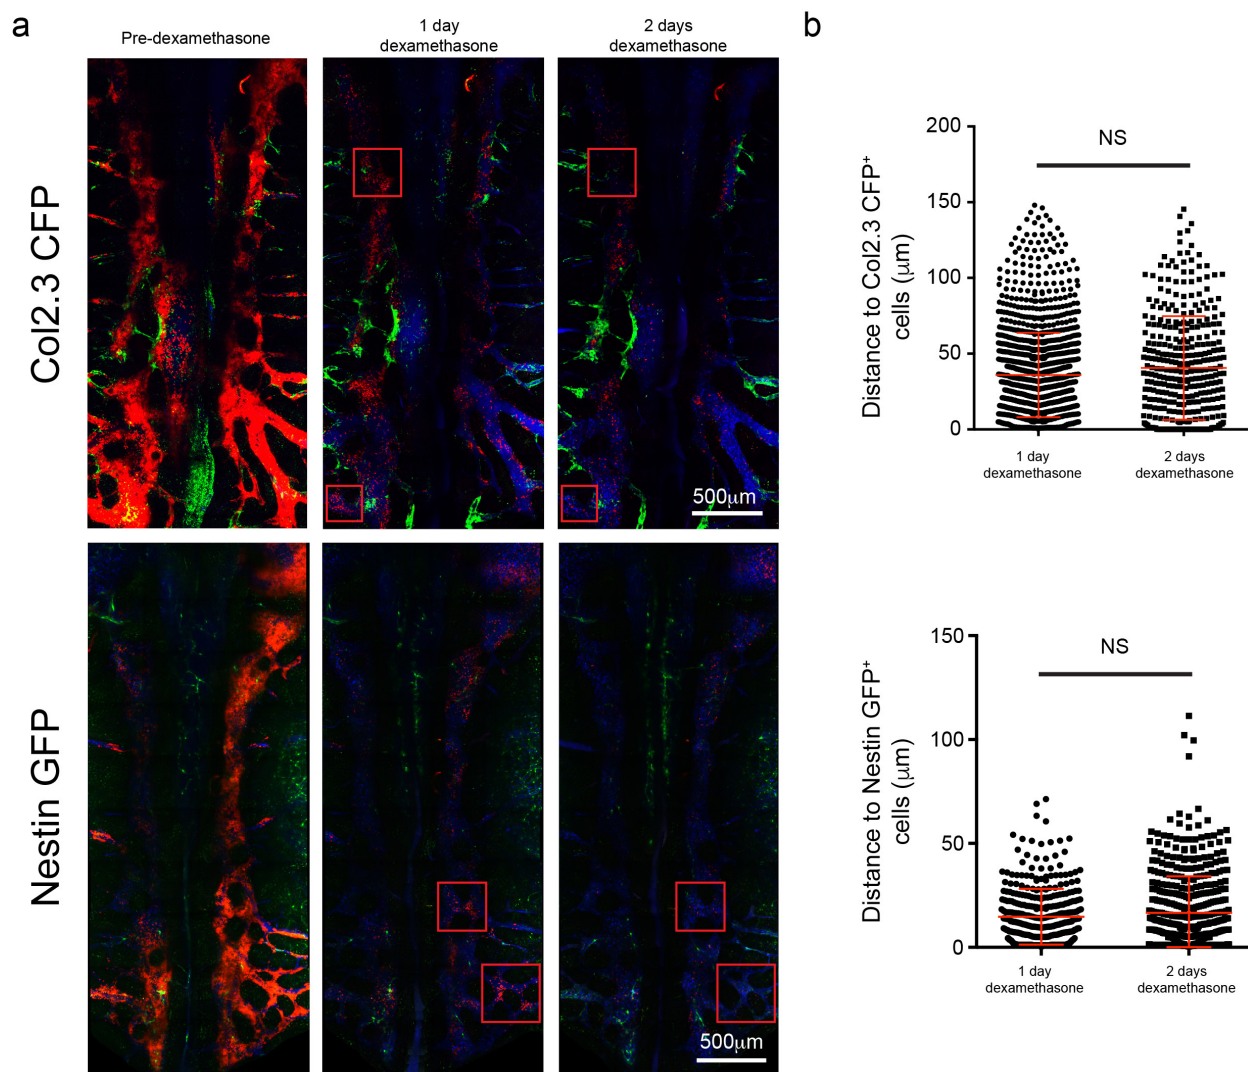 a
Pre-dexamethasone
1 day
dexamethasone
2 days
dexamethasone
Col2.3 CFP
500μm
Nestin GFP
500μm
b
Distance to Col2.3 CFP⁺
cells (μm)
200
150
100
50
0
NS
1 day
dexamethasone
2 days
dexamethasone
Distance to Nestin GFP⁺
cells (μm)
150
100
50
0
NS
1 day
dexamethasone
2 days
dexamethasone